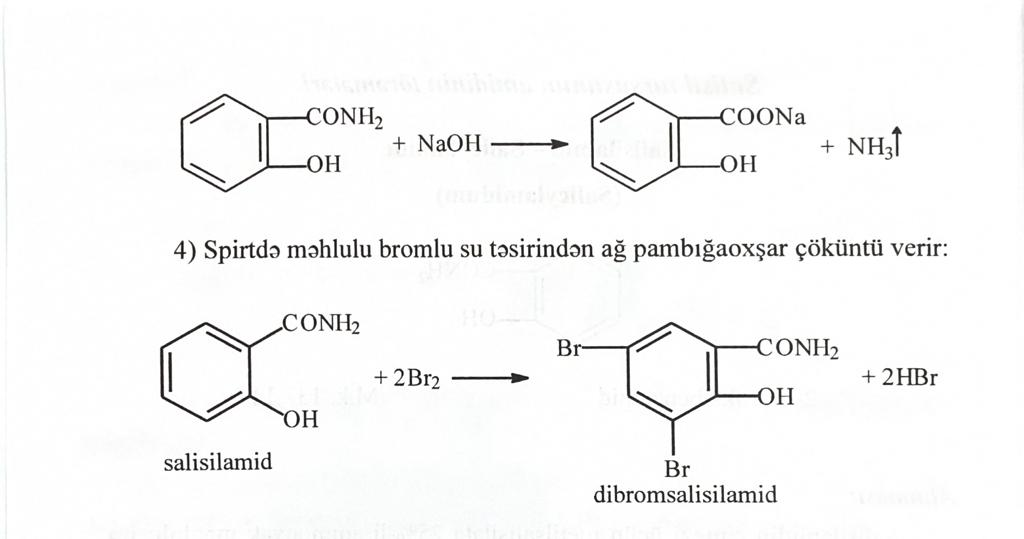 CONH₂
OH
+ NaOH
COONa
OH
+ NH₃↑
4) Spirtdə məhlulu bromlu su təsirindən ağ pambığaoxşar çöküntü verir:
CONH₂
OH
+ 2Br₂
Br
CONH₂
OH
Br
+ 2HBr
salisilamid
dibromsalisilamid